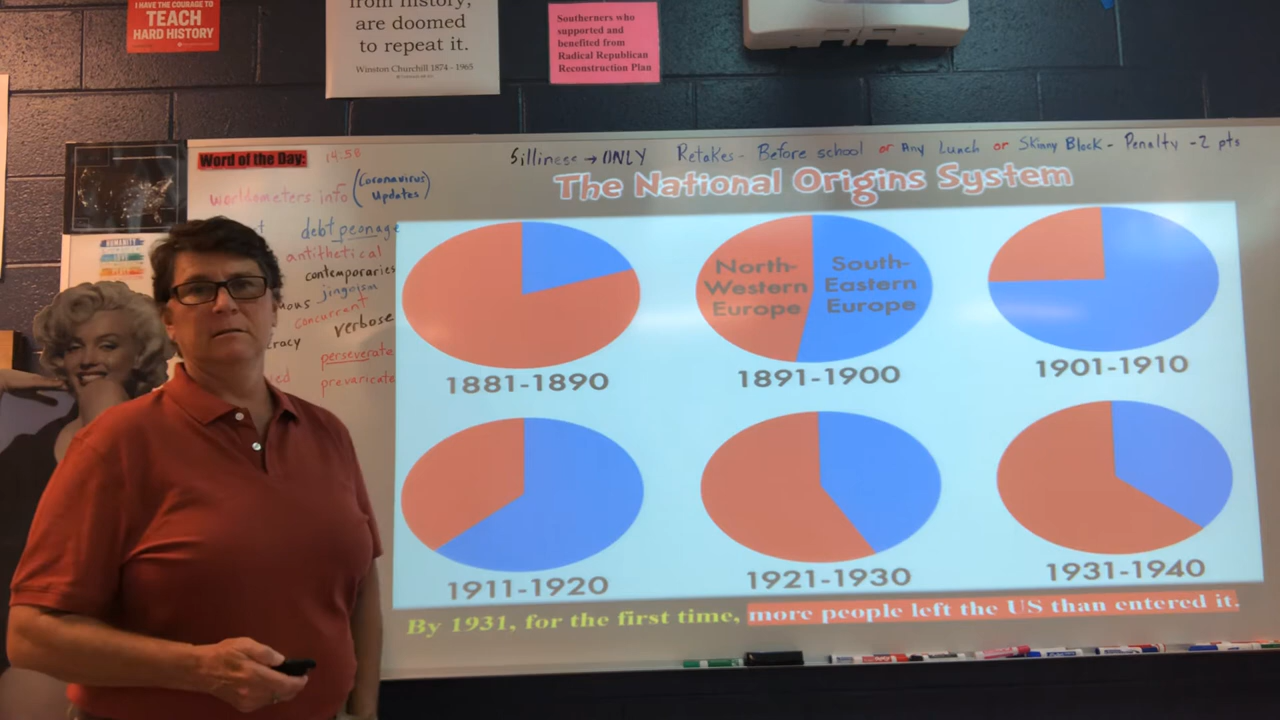 I HAVE THE COURAGE TO
TEACH
HARD HISTORY
from history,
are doomed
to repeat it.
Winston Churchill 1874 - 1965
Southerners who
supported and
benefited from
Radical Republican
Reconstruction Plan
Word of the Day:
14:58
Silliness → ONLY Retakes - Before school or Any Lunch or Skinny Block - Penalty -2 pts
worldometers info (Coronavirus Updates)
debt peonage
antithetical
contemporaries
jingoism
concurrent
verbose
perseverate
prevaricate
HUMANITY
The National Origins System
North-
Western
Europe
South-
Eastern
Europe
1881-1890
1891-1900
1901-1910
1911-1920
1921-1930
1931-1940
By 1931, for the first time, more people left the US than entered it.